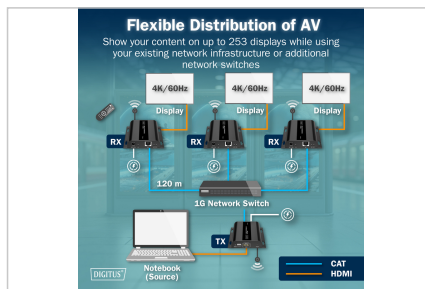 Flexible Distribution of AV
Show your content on up to 253 displays while using
your existing network infrastructure or additional
network switches
4K/60Hz
4K/60Hz
4K/60Hz
Display
Display
Display
RX
RX
RX
120 m
1G Network Switch
TX
Notebook
(Source)
DIGITUS
CAT
HDMI